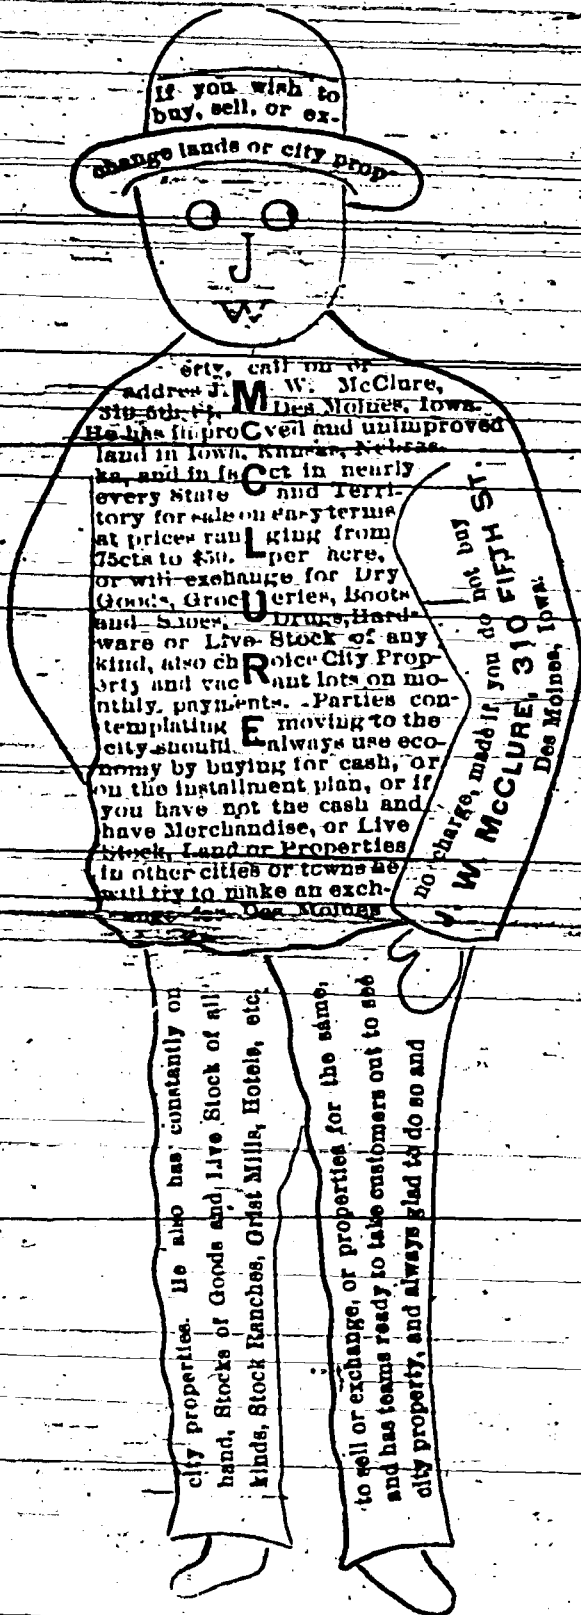 If you wish to
buy, sell, or ex-
change lands or city prop-
erty, call on or
addres J. M W. McClure,
310 5th St. Des Moines, Iowa.
He has improCved and unimproved
land in Iowa, Kansas, Nebras-
ka, and in faCct in nearly
every State and Terri-
tory for sale on easy terms
at prices ranLging from
75cts to $50. per acre,
or will exchange for Dry
Goods, GrocUeries, Boots
and Shoes, Drugs, Hard-
ware or Live Stock of any
kind, also chRoice City Prop-
erty and vacant lots on mo-
nthly payments. Parties con-
templating E moving to the
city should always use eco-
nomy by buying for cash, or
on the installment plan, or if
you have not the cash and
have Merchandise, or Live
Stock, Land or Properties
in other cities or towns he
will try to make an exch-
ange for Des Moines
city properties. He also has constantly on
hand, Stocks of Goods and Live Stock of all
kinds, Stock Ranches, Grist Mills, Hotels, etc,
to sell or exchange, or properties for the same,
and has teams ready to take customers out to see
city property, and always glad to do so and
no charge, made if you do not buy
J. W. McCLURE, 310 FIFTH ST.
Des Moines, Iowa.